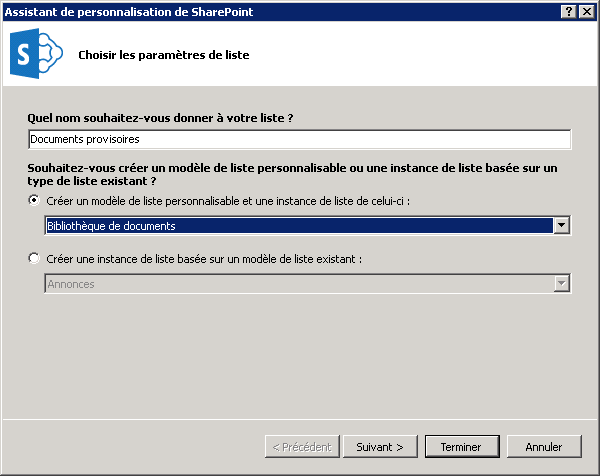 Assistant de personnalisation de SharePoint
S
Choisir les paramètres de liste
Quel nom souhaitez-vous donner à votre liste ?
Documents provisoires
Souhaitez-vous créer un modèle de liste personnalisable ou une instance de liste basée sur un
type de liste existant ?
Créer un modèle de liste personnalisable et une instance de liste de celui-ci :
Bibliothèque de documents
Créer une instance de liste basée sur un modèle de liste existant :
Annonces
< Précédent
Suivant >
Terminer
Annuler